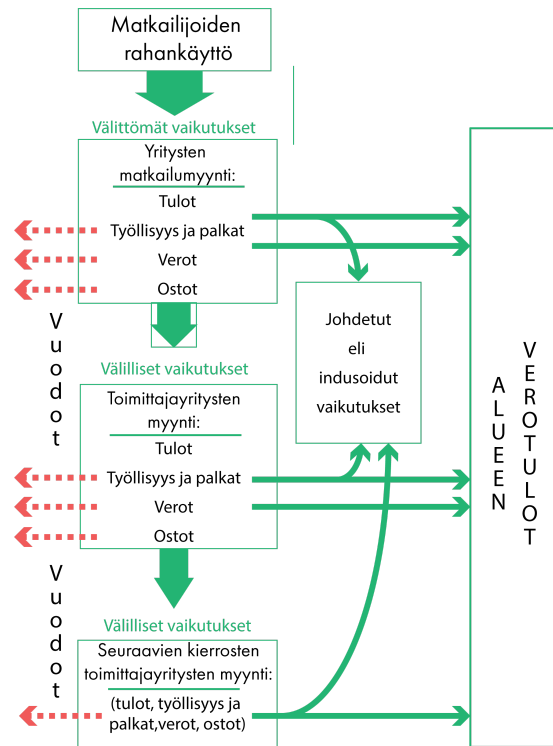 Matkailijoiden
rahankäyttö
Välittömät vaikutukset
Yritysten
matkailumyynti:
Tulot
Työllisyys ja palkat
Verot
Ostot
Vuodot
Välilliset vaikutukset
Toimittajayritysten
myynti:
Tulot
Työllisyys ja palkat
Verot
Ostot
Vuodot
Välilliset vaikutukset
Seuraavien kierrosten
toimittajayritysten myynti:
(tulot, työllisyys ja
palkat,verot, ostot)
Johdetut
eli
indusoidut
vaikutukset
ALUEEN
VEROTULOT